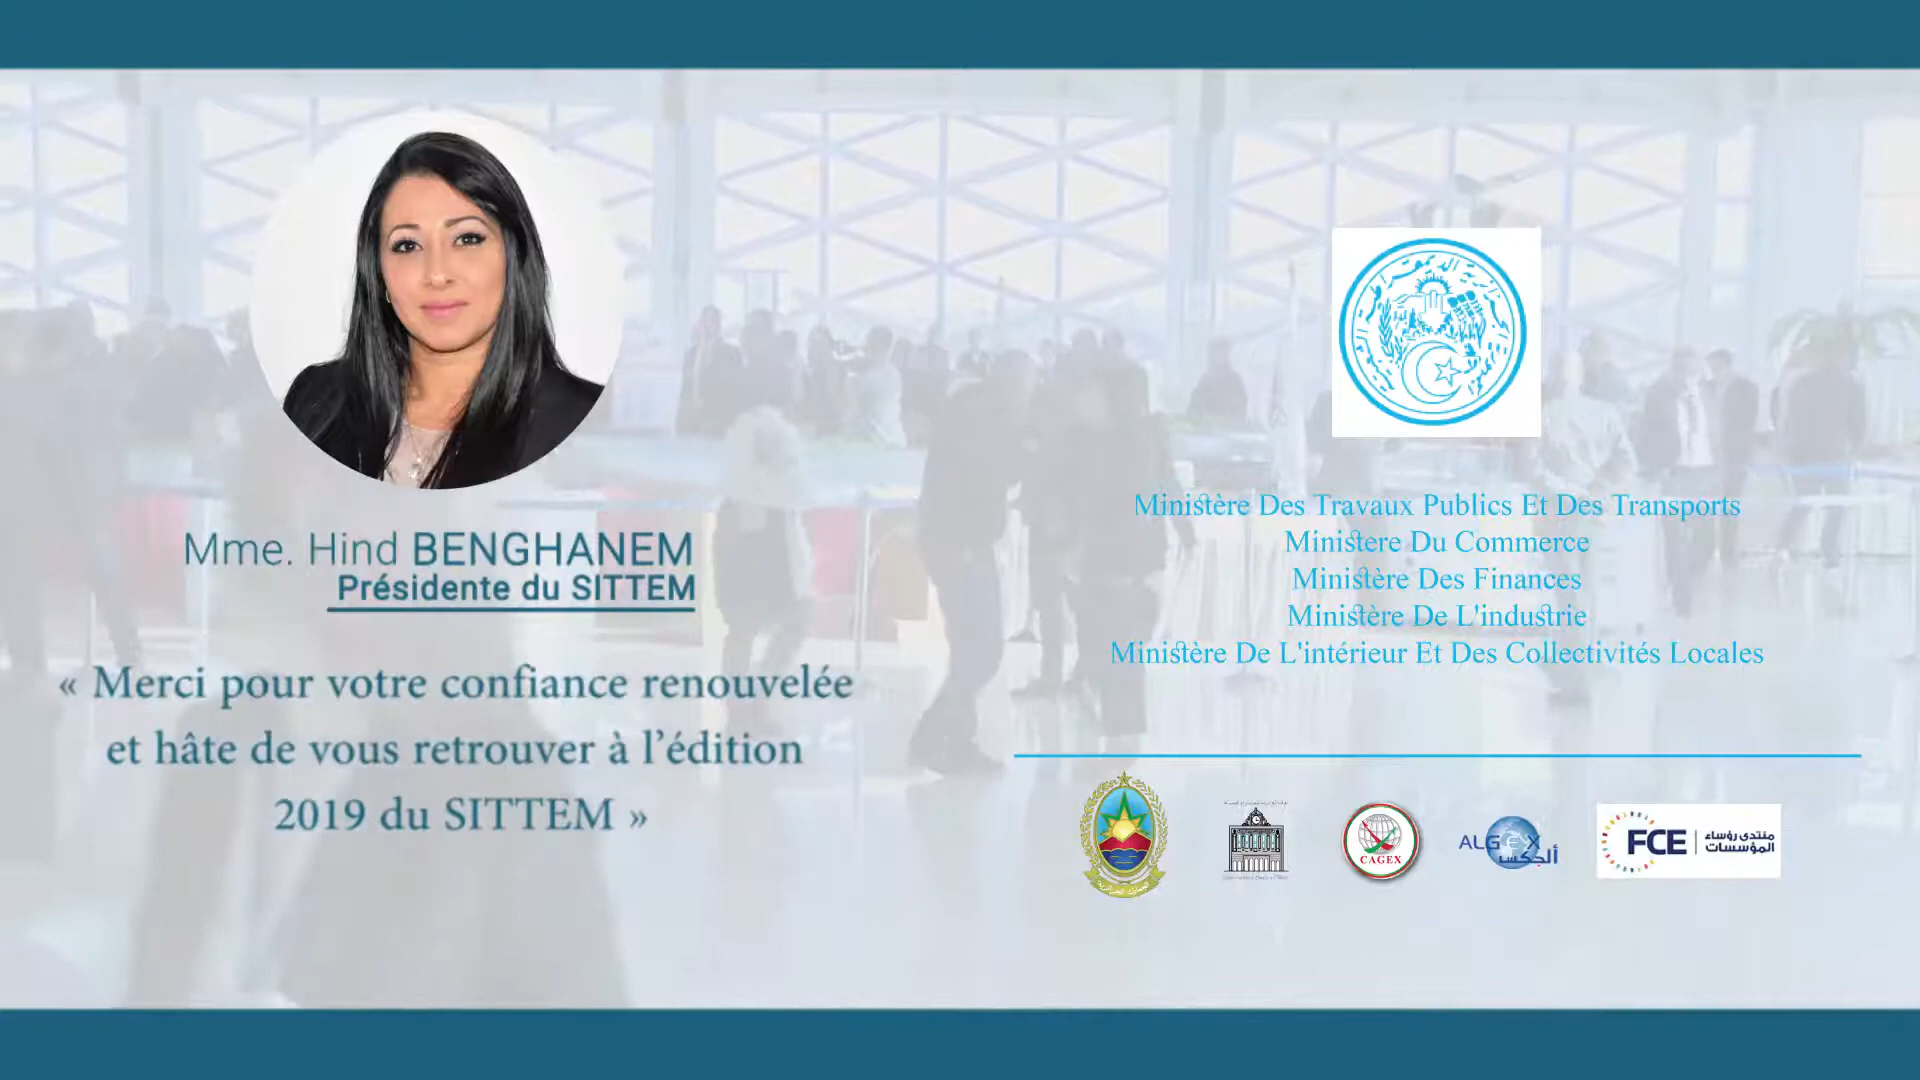 Mme. Hind BENGHANEM
Présidente du SITTEM
« Merci pour votre confiance renouvelée
et hâte de vous retrouver à l'édition
2019 du SITTEM »
Ministère Des Travaux Publics Et Des Transports
Ministere Du Commerce
Ministère Des Finances
Ministère De L'industrie
Ministère De L'intérieur Et Des Collectivités Locales
CAGEX
ALGEX
ألجكس
FCE
منتدى رؤساء
المؤسسات